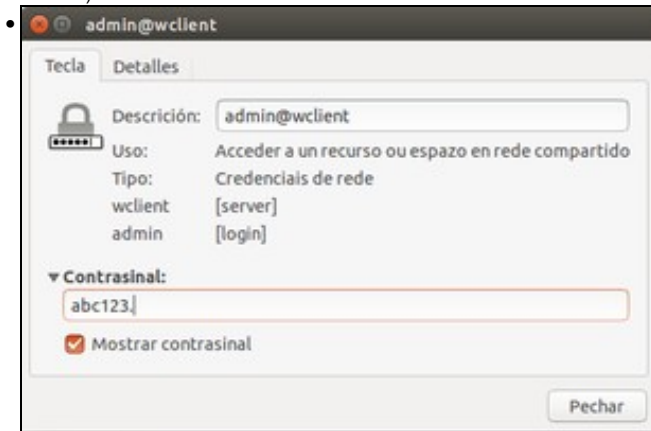 admin@wclient
Tecla Detalles
Descrición: admin@wclient
Uso: Acceder a un recurso ou espazo en rede compartido
Tipo: Credenciais de rede
wclient [server]
admin [login]
Contrasinal:
abc123.
Mostrar contrasinal
Pechar